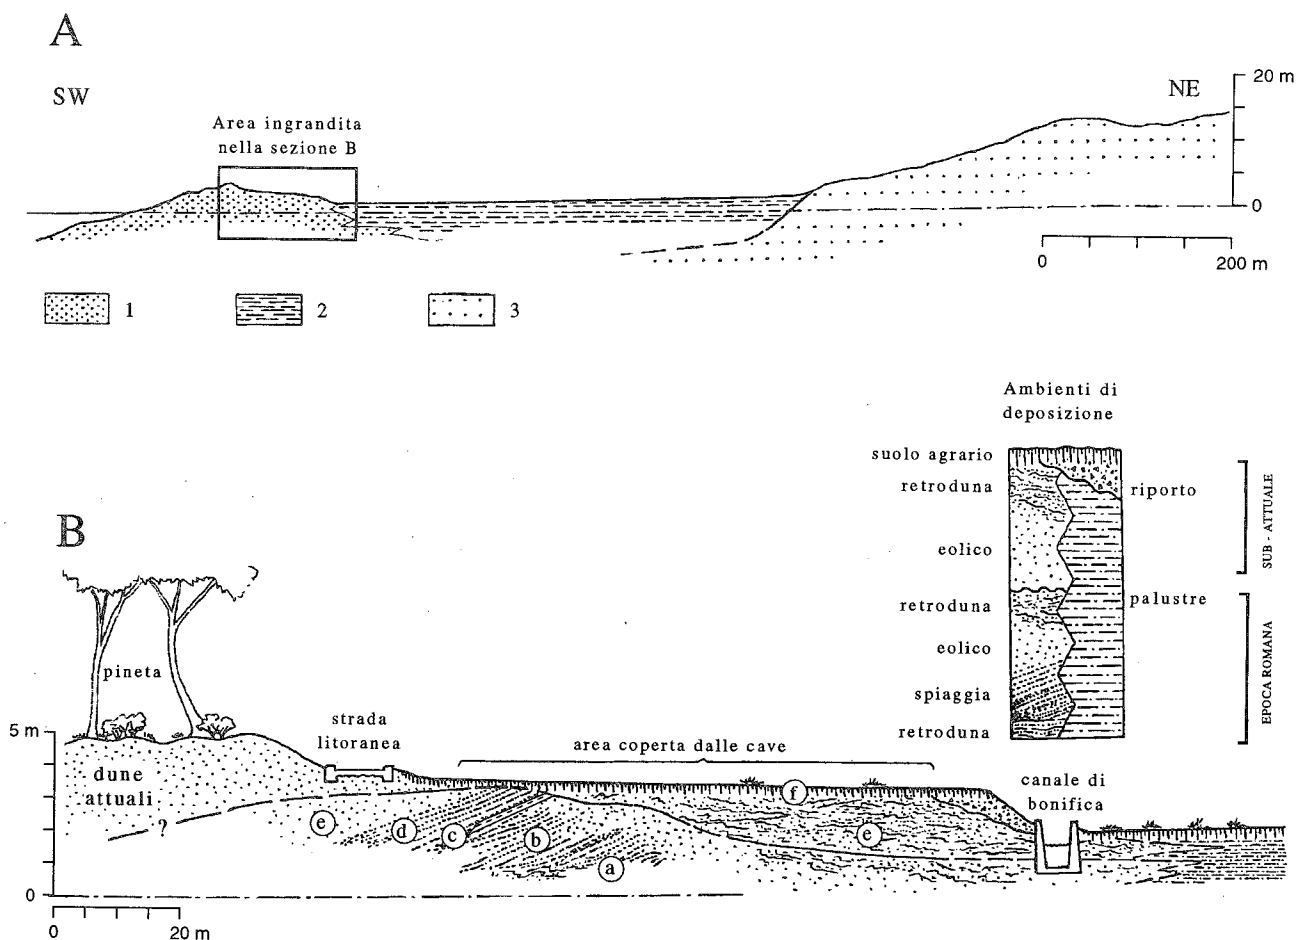 A
SW
NE
20 m
Area ingrandita
nella sezione B
0
0
200 m
1
2
3
Ambienti di
deposizione
suolo agrario
retroduna
riporto
eolico
retroduna
palustre
eolico
spiaggia
retroduna
SUB - ATTUALE
EPOCA ROMANA
B
pineta
5 m
strada
litoranea
area coperta dalle cave
dune
attuali
?
canale di
bonifica
f
e
d
c
b
a
e
0
0
20 m